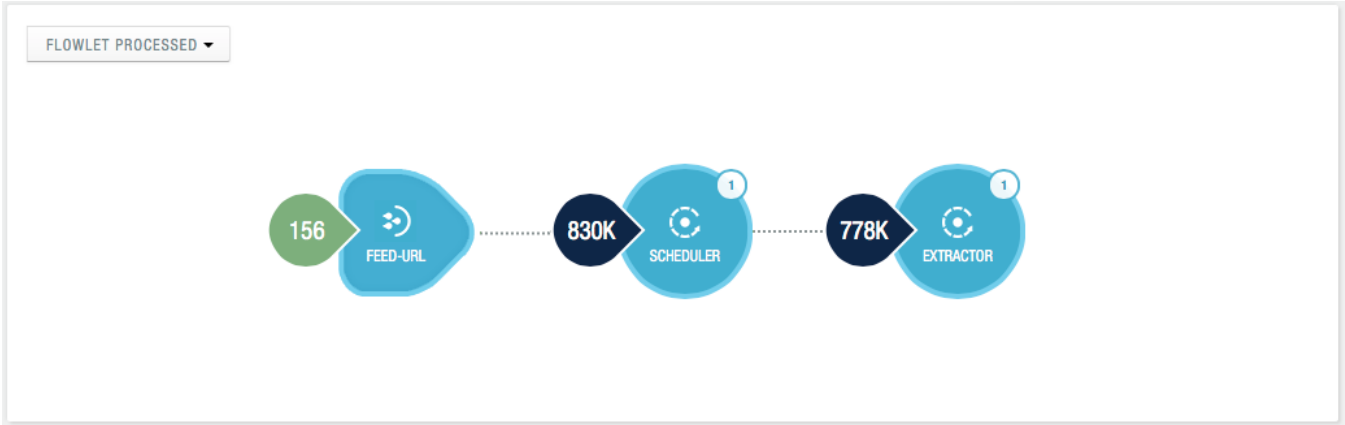 FLOWLET PROCESSED
156
FEED-URL
830K
SCHEDULER
1
778K
EXTRACTOR
1